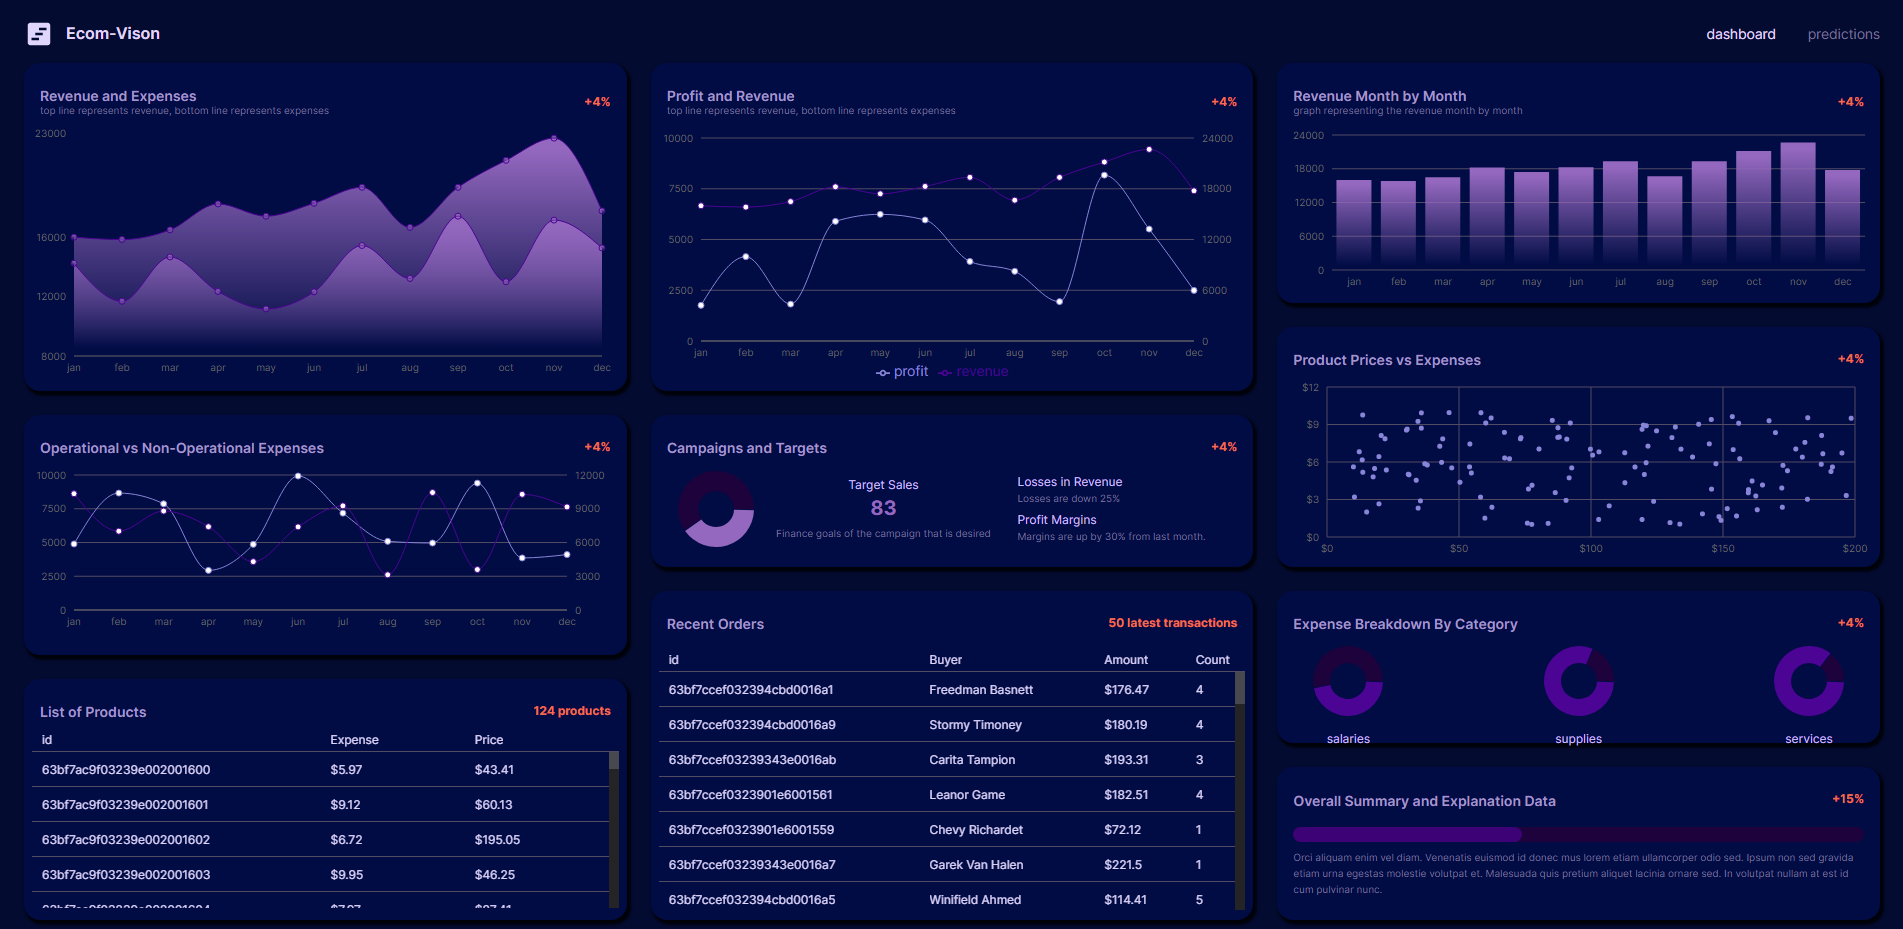 Ecom-Vison
dashboard predictions
Revenue and Expenses
top line represents revenue, bottom line represents expenses
+4%
23000
16000
12000
8000
jan feb mar apr may jun jul aug sep oct nov dec
Operational vs Non-Operational Expenses
+4%
10000 12000
7500 9000
5000 6000
2500 3000
0 0
jan feb mar apr may jun jul aug sep oct nov dec
List of Products
124 products
id Expense Price
63bf7ac9f03239e002001600 $5.97 $43.41
63bf7ac9f03239e002001601 $9.12 $60.13
63bf7ac9f03239e002001602 $6.72 $195.05
63bf7ac9f03239e002001603 $9.95 $46.25
Profit and Revenue
top line represents revenue, bottom line represents expenses
+4%
10000 24000
7500 18000
5000 12000
2500 6000
0 0
jan feb mar apr may jun jul aug sep oct nov dec
profit revenue
Campaigns and Targets
+4%
Target Sales
83
Finance goals of the campaign that is desired
Losses in Revenue
Losses are down 25%
Profit Margins
Margins are up by 30% from last month.
Recent Orders
50 latest transactions
id Buyer Amount Count
63bf7ccef032394cbd0016a1 Freedman Basnett $176.47 4
63bf7ccef032394cbd0016a9 Stormy Timoney $180.19 4
63bf7ccef03239343e0016ab Carita Tampion $193.31 3
63bf7ccef0323901e6001561 Leanor Game $182.51 4
63bf7ccef0323901e6001559 Chevy Richardet $72.12 1
63bf7ccef03239343e0016a7 Garek Van Halen $221.5 1
63bf7ccef032394cbd0016a5 Winifield Ahmed $114.41 5
Revenue Month by Month
graph representing the revenue month by month
+4%
24000
18000
12000
6000
0
jan feb mar apr may jun jul aug sep oct nov dec
Product Prices vs Expenses
+4%
$12
$9
$6
$3
$0
$0 $50 $100 $150 $200
Expense Breakdown By Category
+4%
salaries supplies services
Overall Summary and Explanation Data
+15%
Orci aliquam enim vel diam. Venenatis euismod id donec mus lorem etiam ullamcorper odio sed. Ipsum non sed gravida
etiam urna egestas molestie volutpat et. Malesuada quis pretium aliquet lacinia ornare sed. In volutpat nullam at est id
cum pulvinar nunc.